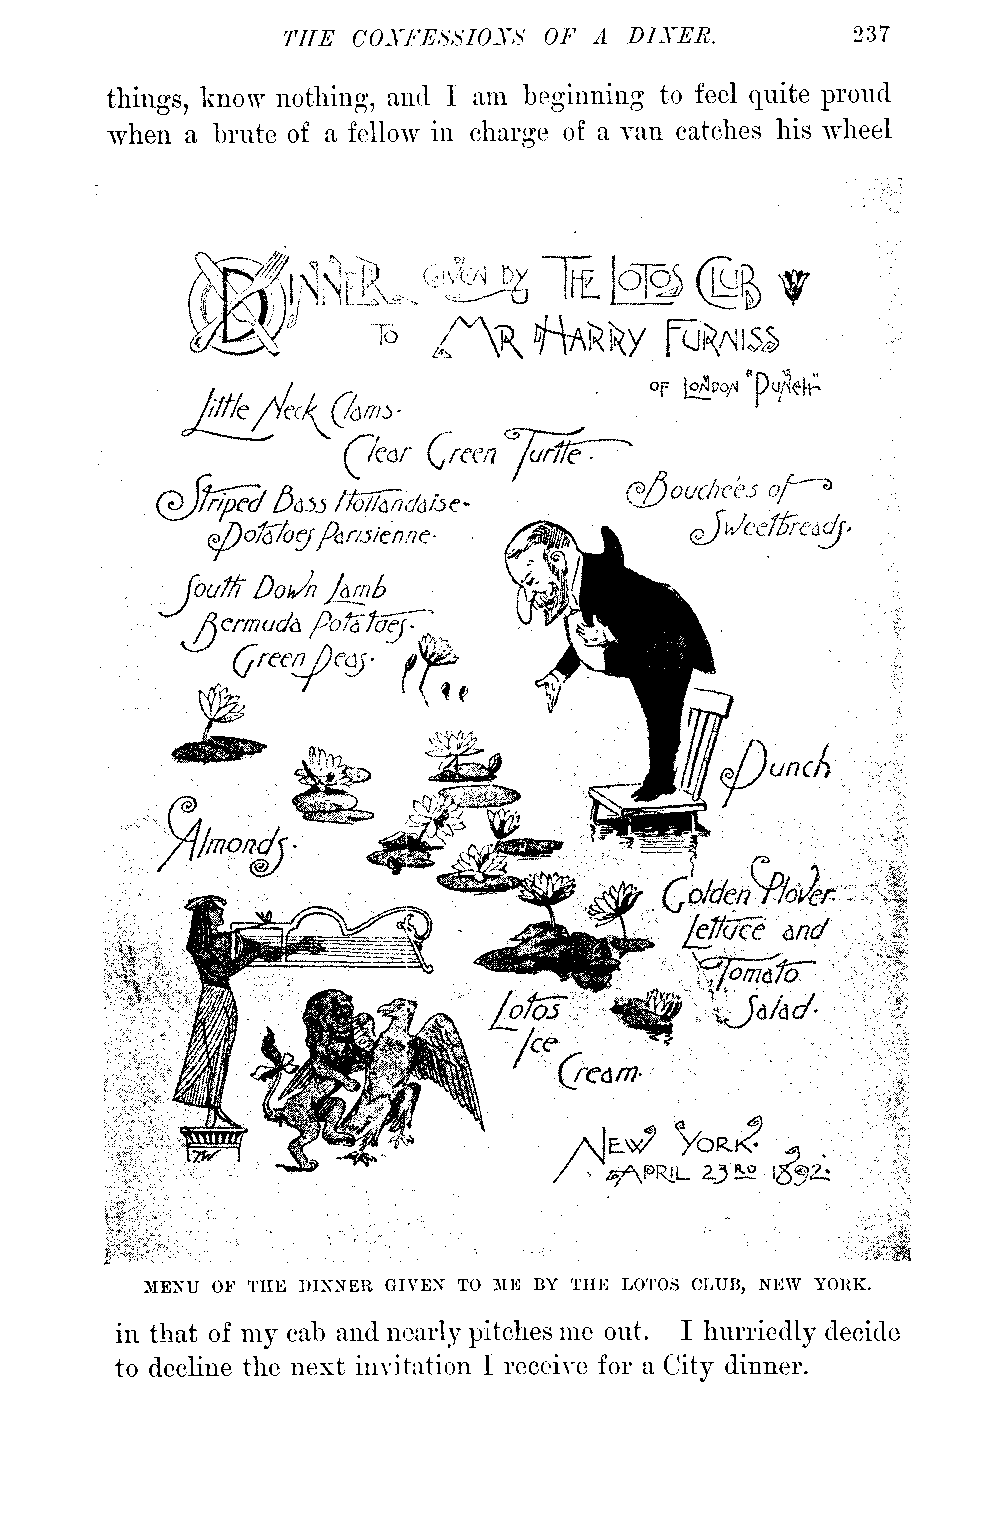 THE CONFESSIONS OF A DINER. 237
things, know nothing, and I am beginning to feel quite proud
when a brute of a fellow in charge of a van catches his wheel
DINNER GIVEN BY THE LOTOS CLUB
TO MR HARRY FURNISS
OF LONDON "PUNCH"
Little Neck Clams.
Clear Green Turtle.
Striped Bass Hollandaise.
Potatoes Parisienne.
Bouchées of
Sweetbreads.
South Down Lamb
Bermuda Potatoes.
Green Peas.
Punch
Almonds.
Golden Plover.
Lettuce and
Tomato
Salad.
Lotos
Ice
Cream.
NEW YORK.
APRIL 23RD 1892.
MENU OF THE DINNER GIVEN TO ME BY THE LOTOS CLUB, NEW YORK.
in that of my cab and nearly pitches me out. I hurriedly decide
to decline the next invitation I receive for a City dinner.